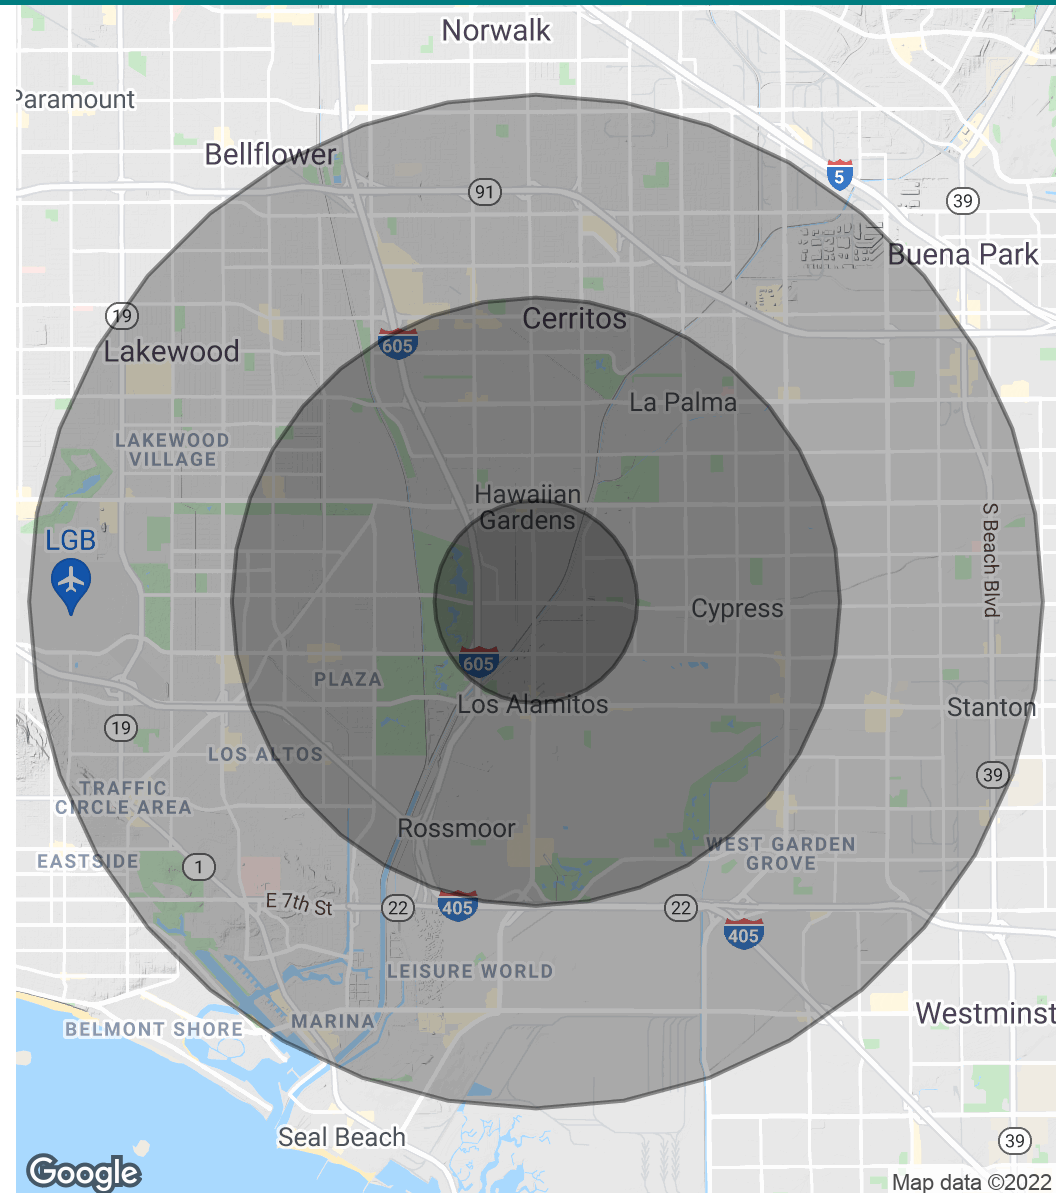 Norwalk
Paramount
Bellflower
91
5
39
Buena Park
19
Cerritos
605
Lakewood
La Palma
LAKEWOOD
VILLAGE
Hawaiian
Gardens
S Beach Blvd
LGB
Cypress
605
PLAZA
Los Alamitos
Stanton
19
LOS ALTOS
39
TRAFFIC
CIRCLE AREA
Rossmoor
WEST GARDEN
GROVE
EASTSIDE
1
E 7th St
22
405
22
405
LEISURE WORLD
Westminst
MARINA
BELMONT SHORE
Seal Beach
39
Google
Map data ©2022